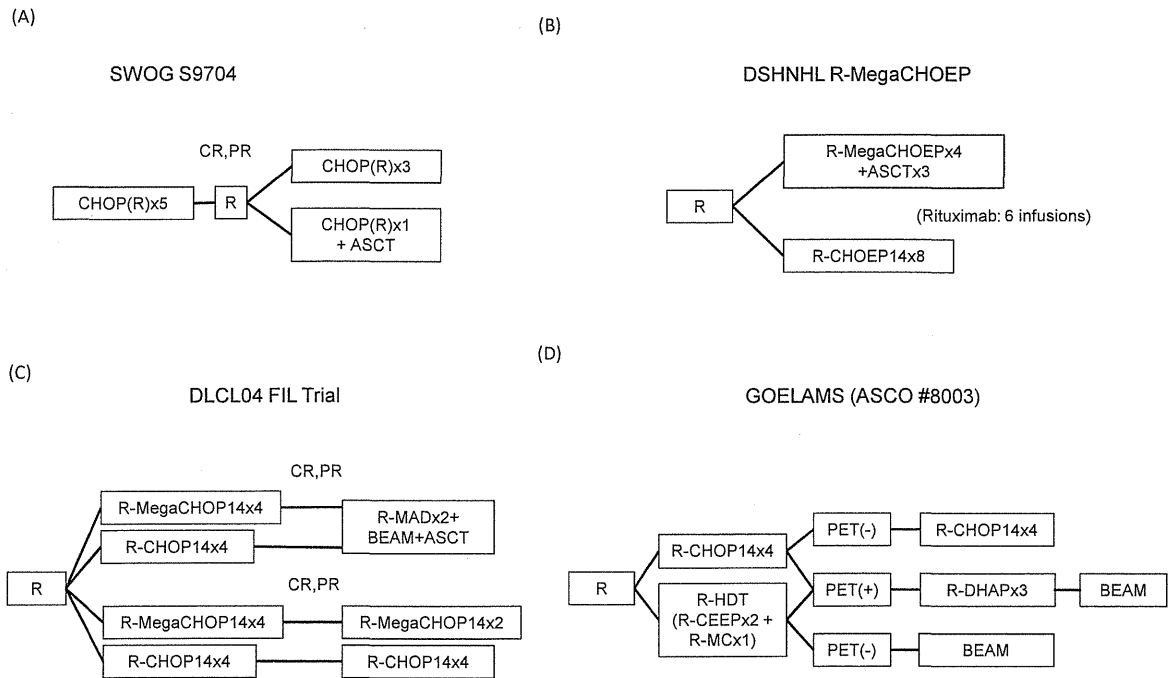 (A)
SWOG S9704
CR,PR
CHOP(R)x5
R
CHOP(R)x3
CHOP(R)x1
+ ASCT
(B)
DSHNHL R-MegaCHOEP
R
R-MegaCHOEPx4
+ASCTx3
(Rituximab: 6 infusions)
R-CHOEP14x8
(C)
DLCL04 FIL Trial
CR,PR
R-MegaCHOP14x4
R-CHOP14x4
R-MADx2+
BEAM+ASCT
R
CR,PR
R-MegaCHOP14x4
R-MegaCHOP14x2
R-CHOP14x4
R-CHOP14x4
(D)
GOELAMS (ASCO #8003)
R
R-CHOP14x4
R-HDT
(R-CEEPx2 +
R-MCx1)
PET(-)
R-CHOP14x4
PET(+)
R-DHAPx3
BEAM
PET(-)
BEAM